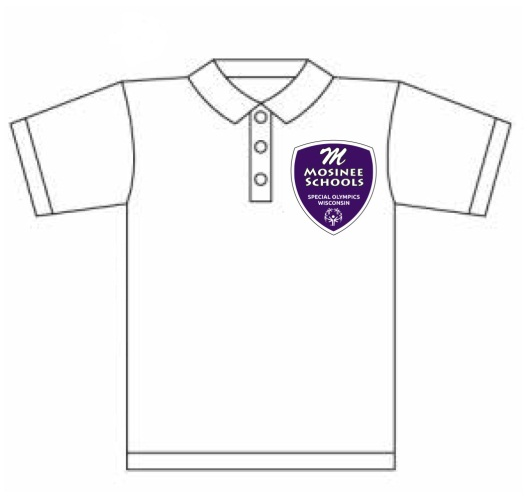 M
MOSINEE
SCHOOLS
SPECIAL OLYMPICS
WISCONSIN